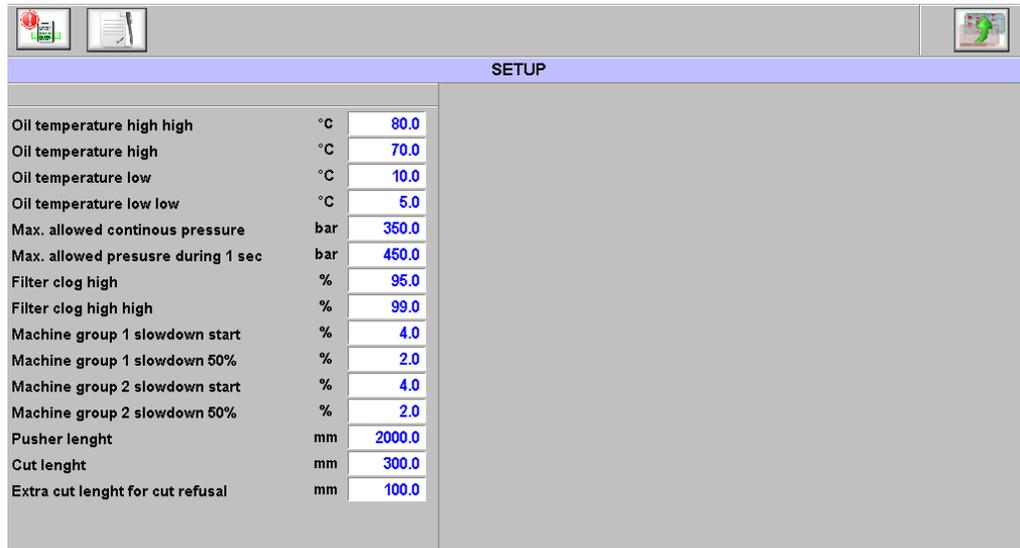 SETUP
Oil temperature high high °C 80.0
Oil temperature high °C 70.0
Oil temperature low °C 10.0
Oil temperature low low °C 5.0
Max. allowed continous pressure bar 350.0
Max. allowed presusre during 1 sec bar 450.0
Filter clog high % 95.0
Filter clog high high % 99.0
Machine group 1 slowdown start % 4.0
Machine group 1 slowdown 50% % 2.0
Machine group 2 slowdown start % 4.0
Machine group 2 slowdown 50% % 2.0
Pusher lenght mm 2000.0
Cut lenght mm 300.0
Extra cut lenght for cut refusal mm 100.0